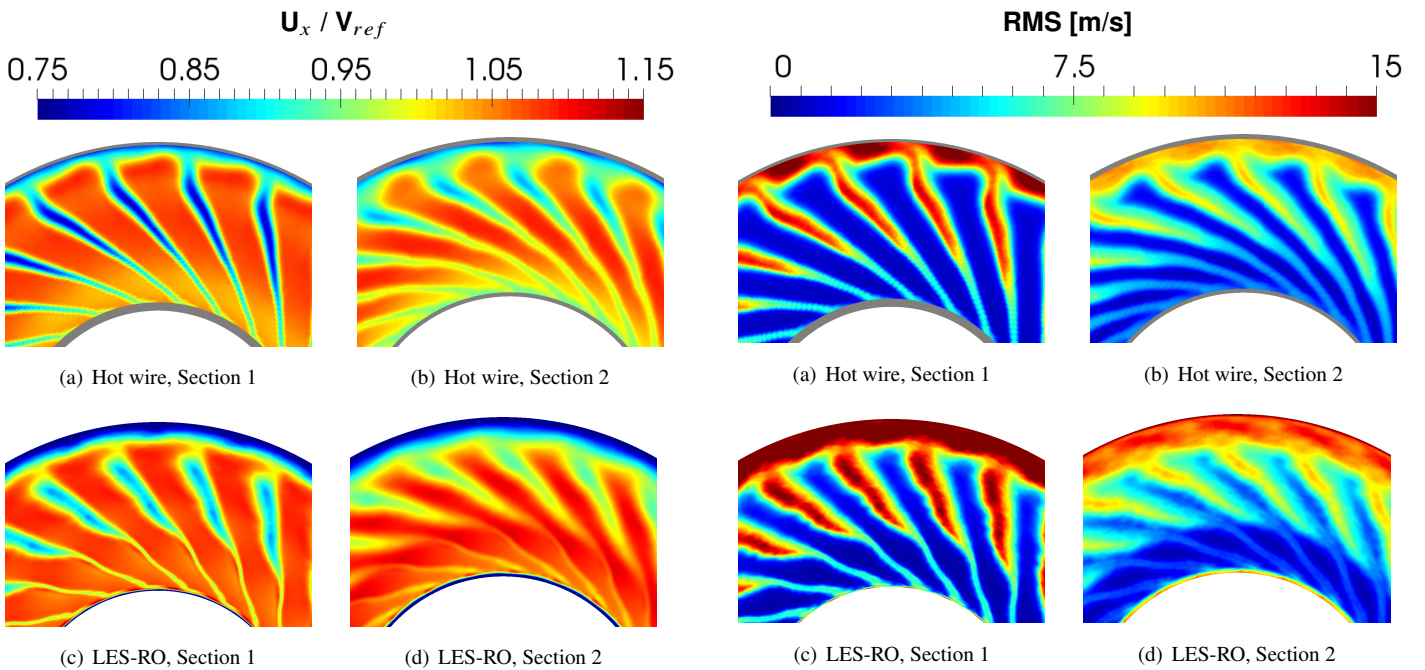 U_x / V_ref
0.75 0.85 0.95 1.05 1.15
(a) Hot wire, Section 1
(b) Hot wire, Section 2
(c) LES-RO, Section 1
(d) LES-RO, Section 2
RMS [m/s]
0 7.5 15
(a) Hot wire, Section 1
(b) Hot wire, Section 2
(c) LES-RO, Section 1
(d) LES-RO, Section 2